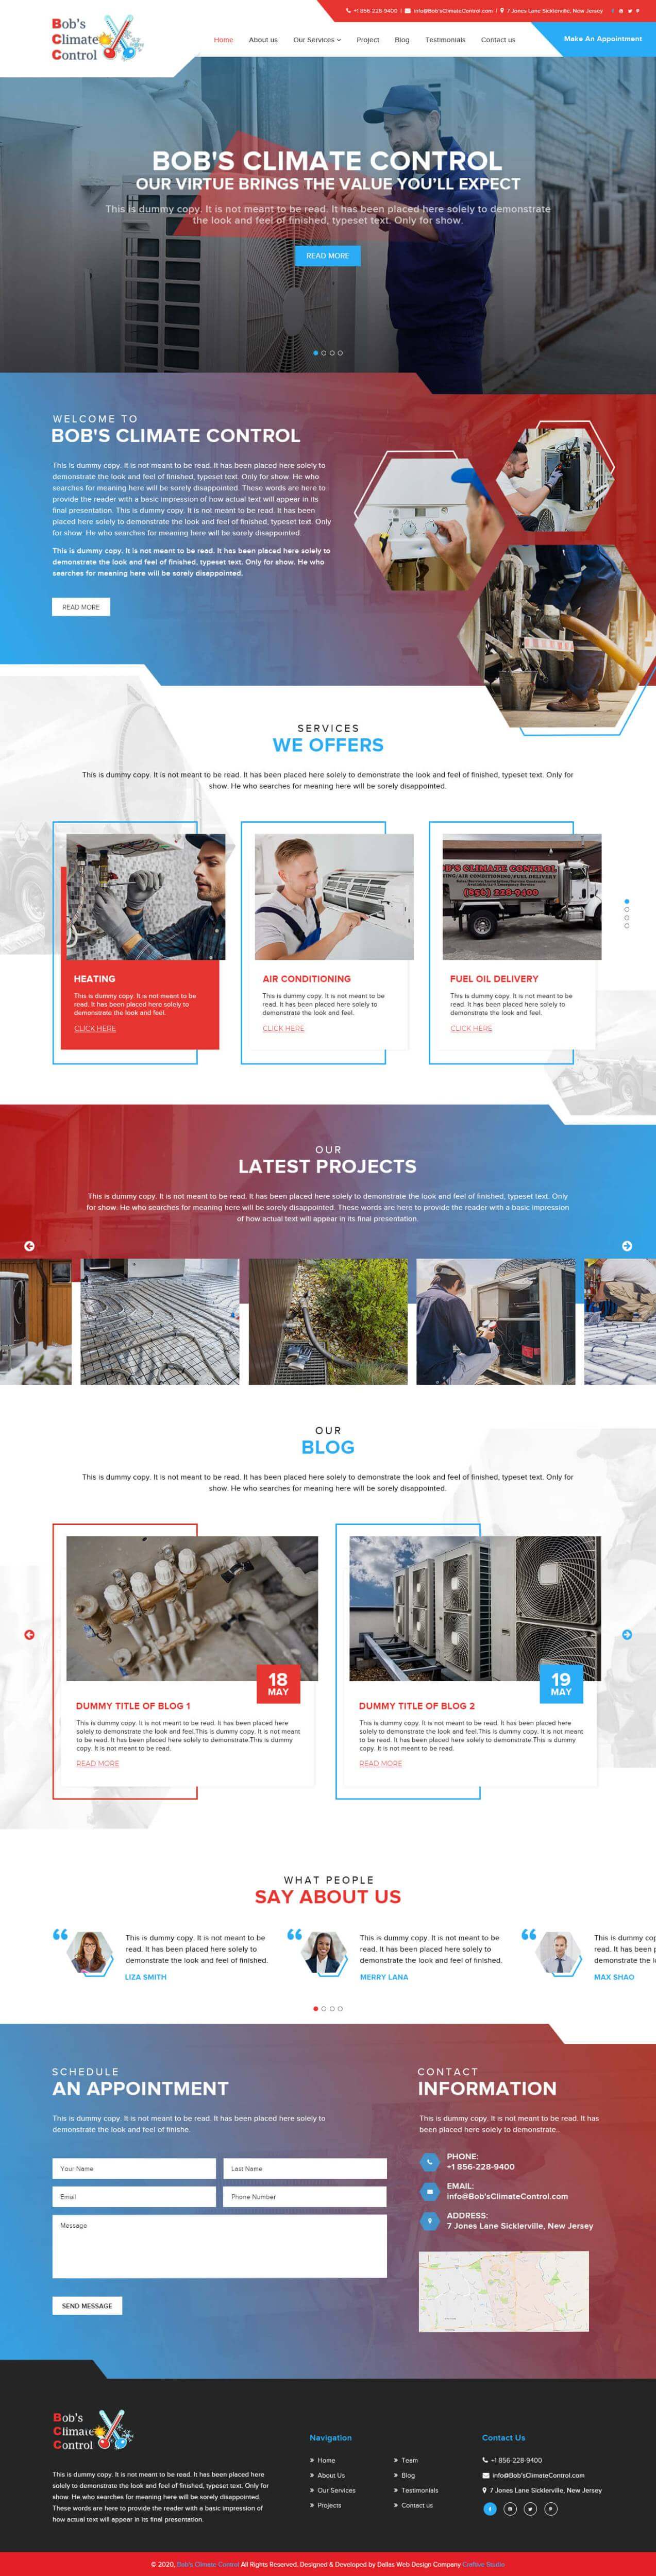 Bob's
Climate
Control
+1 856-228-9400 | info@Bob'sClimateControl.com | 7 Jones Lane Sicklerville, New Jersey
Home About us Our Services Project Blog Testimonials Contact us Make An Appointment
BOB'S CLIMATE CONTROL
OUR VIRTUE BRINGS THE VALUE YOU'LL EXPECT
This is dummy copy. It is not meant to be read. It has been placed here solely to demonstrate
the look and feel of finished, typeset text. Only for show.
READ MORE
WELCOME TO
BOB'S CLIMATE CONTROL
This is dummy copy. It is not meant to be read. It has been placed here solely to
demonstrate the look and feel of finished, typeset text. Only for show. He who
searches for meaning here will be sorely disappointed. These words are here to
provide the reader with a basic impression of how actual text will appear in its
final presentation. This is dummy copy. It is not meant to be read. It has been
placed here solely to demonstrate the look and feel of finished, typeset text. Only
for show. He who searches for meaning here will be sorely disappointed.
This is dummy copy. It is not meant to be read. It has been placed here solely to
demonstrate the look and feel of finished, typeset text. Only for show. He who
searches for meaning here will be sorely disappointed.
READ MORE
SERVICES
WE OFFERS
This is dummy copy. It is not meant to be read. It has been placed here solely to demonstrate the look and feel of finished, typeset text. Only for
show. He who searches for meaning here will be sorely disappointed.
HEATING
This is dummy copy. It is not meant to be
read. It has been placed here solely to
demonstrate the look and feel.
CLICK HERE
AIR CONDITIONING
This is dummy copy. It is not meant to be
read. It has been placed here solely to
demonstrate the look and feel.
CLICK HERE
B'S CLIMATE CONTROL
ING/AIR CONDITIONING/FUEL DELIVERY
(856) 228-9400
FUEL OIL DELIVERY
This is dummy copy. It is not meant to be
read. It has been placed here solely to
demonstrate the look and feel.
CLICK HERE
OUR
LATEST PROJECTS
This is dummy copy. It is not meant to be read. It has been placed here solely to demonstrate the look and feel of finished, typeset text. Only
for show. He who searches for meaning here will be sorely disappointed. These words are here to provide the reader with a basic impression
of how actual text will appear in its final presentation.
OUR
BLOG
This is dummy copy. It is not meant to be read. It has been placed here solely to demonstrate the look and feel of finished, typeset text. Only for
show. He who searches for meaning here will be sorely disappointed.
18
MAY
DUMMY TITLE OF BLOG 1
This is dummy copy. It is not meant to be read. It has been placed here
solely to demonstrate the look and feel.This is dummy copy. It is not meant
to be read. It has been placed here solely to demonstrate.This is dummy
copy. It is not meant to be read.
READ MORE
19
MAY
DUMMY TITLE OF BLOG 2
This is dummy copy. It is not meant to be read. It has been placed here
solely to demonstrate the look and feel.This is dummy copy. It is not meant
to be read. It has been placed here solely to demonstrate.This is dummy
copy. It is not meant to be read.
READ MORE
WHAT PEOPLE
SAY ABOUT US
This is dummy copy. It is not meant to be
read. It has been placed here solely to
demonstrate the look and feel of finished.
LIZA SMITH
This is dummy copy. It is not meant to be
read. It has been placed here solely to
demonstrate the look and feel of finished.
MERRY LANA
This is dummy cop
read. It has been p
demonstrate the l
MAX SHAO
SCHEDULE
AN APPOINTMENT
This is dummy copy. It is not meant to be read. It has been placed here solely to
demonstrate the look and feel of finishe.
Your Name
Last Name
Email
Phone Number
Message
SEND MESSAGE
CONTACT
INFORMATION
This is dummy copy. It is not meant to be read. It has
been placed here solely to demonstrate..
PHONE:
+1 856-228-9400
EMAIL:
info@Bob'sClimateControl.com
ADDRESS:
7 Jones Lane Sicklerville, New Jersey
Bob's
Climate
Control
This is dummy copy. It is not meant to be read. It has been placed here
solely to demonstrate the look and feel of finished, typeset text. Only for
show. He who searches for meaning here will be sorely disappointed.
These words are here to provide the reader with a basic impression of
how actual text will appear in its final presentation.
Navigation
Home
About Us
Our Services
Projects
Team
Blog
Testimonials
Contact us
Contact Us
+1 856-228-9400
info@Bob'sClimateControl.com
7 Jones Lane Sicklerville, New Jersey
© 2020, Bob's Climate Control All Rights Reserved. Designed & Developed by Dallas Web Design Company